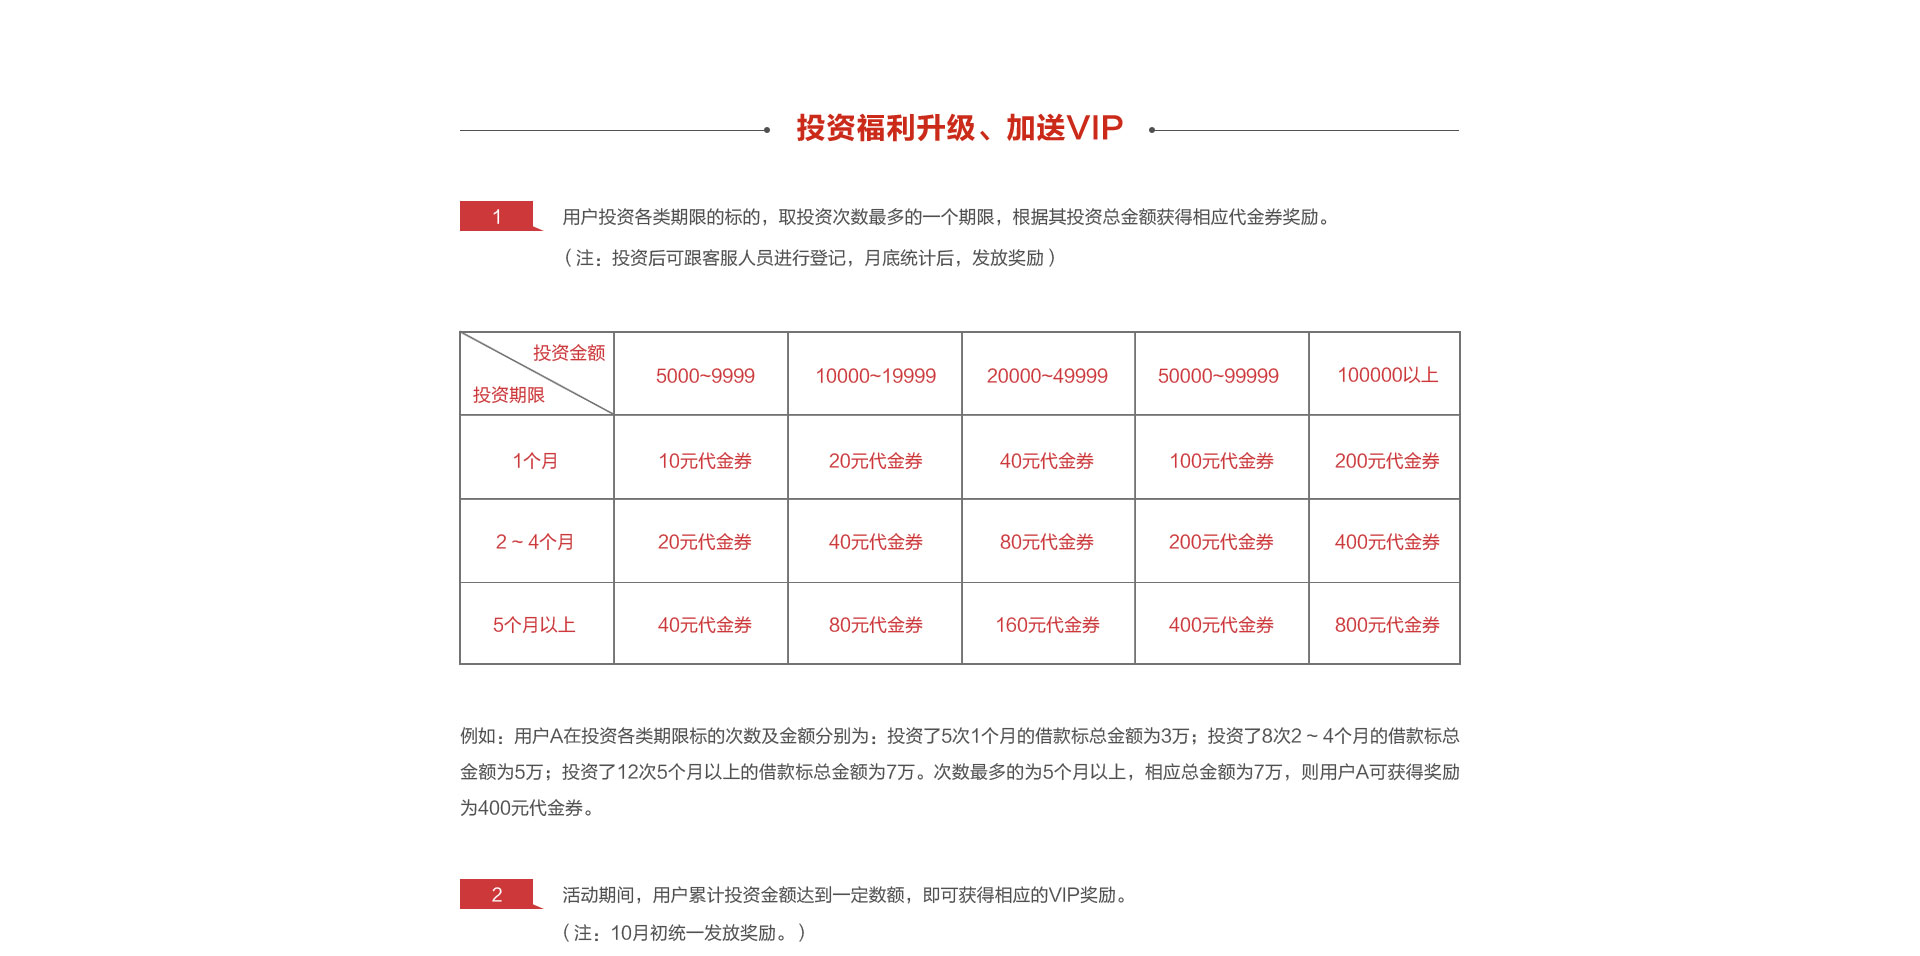 投资福利升级、加送VIP
1
用户投资各类期限的标的，取投资次数最多的一个期限，根据其投资总金额获得相应代金券奖励。
（注：投资后可跟客服人员进行登记，月底统计后，发放奖励）
投资金额
投资期限
5000~9999 10000~19999 20000~49999 50000~99999 100000以上
1个月 10元代金券 20元代金券 40元代金券 100元代金券 200元代金券
2 ~ 4个月 20元代金券 40元代金券 80元代金券 200元代金券 400元代金券
5个月以上 40元代金券 80元代金券 160元代金券 400元代金券 800元代金券
例如：用户A在投资各类期限标的次数及金额分别为：投资了5次1个月的借款标总金额为3万；投资了8次2 ~ 4个月的借款标总
金额为5万；投资了12次5个月以上的借款标总金额为7万。次数最多的为5个月以上，相应总金额为7万，则用户A可获得奖励
为400元代金券。
2
活动期间，用户累计投资金额达到一定数额，即可获得相应的VIP奖励。
（注：10月初统一发放奖励。）